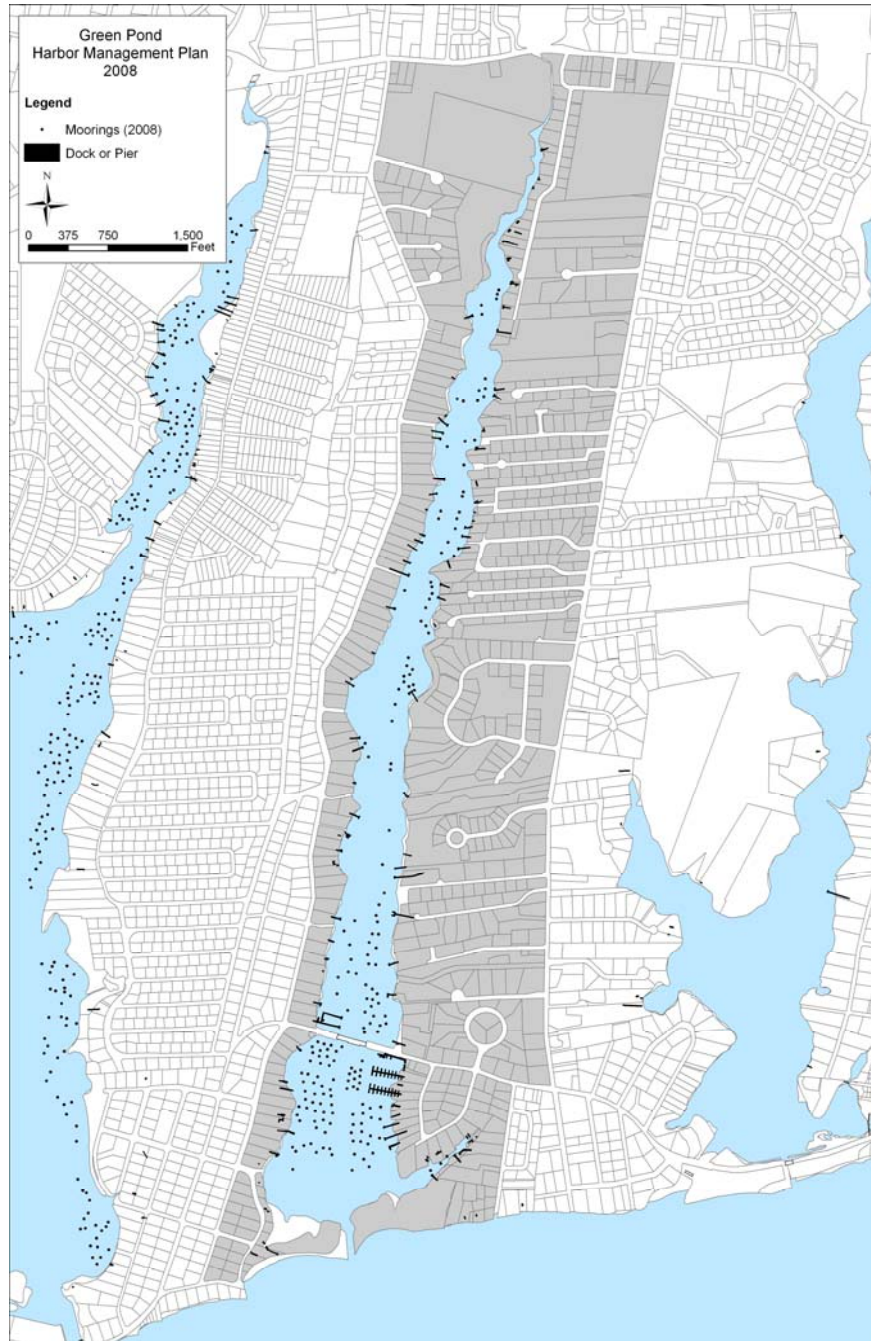 Green Pond
Harbor Management Plan
2008
Legend
Moorings (2008)
Dock or Pier
N
0 375 750 1,500
Feet